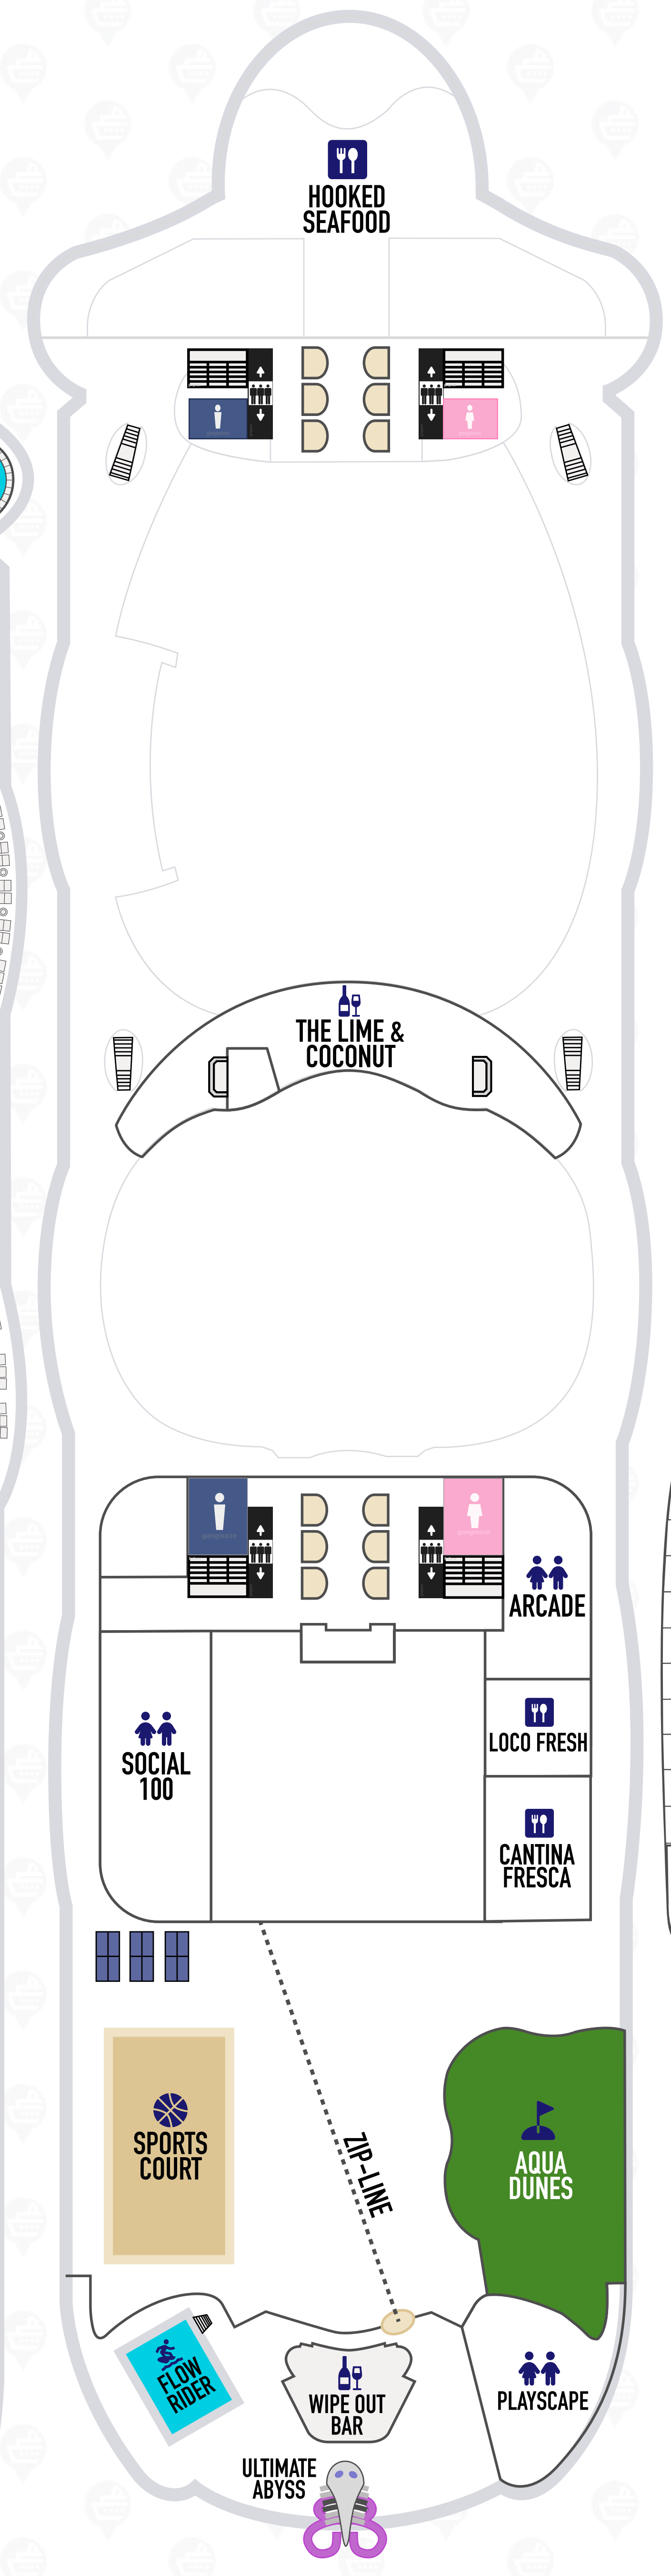 HOOKED
SEAFOOD
THE LIME &
COCONUT
ARCADE
LOCO FRESH
SOCIAL
100
CANTINA
FRESCA
ZIP-LINE
SPORTS
COURT
AQUA
DUNES
FLOW
RIDER
WIPE OUT
BAR
PLAYSCAPE
ULTIMATE
ABYSS